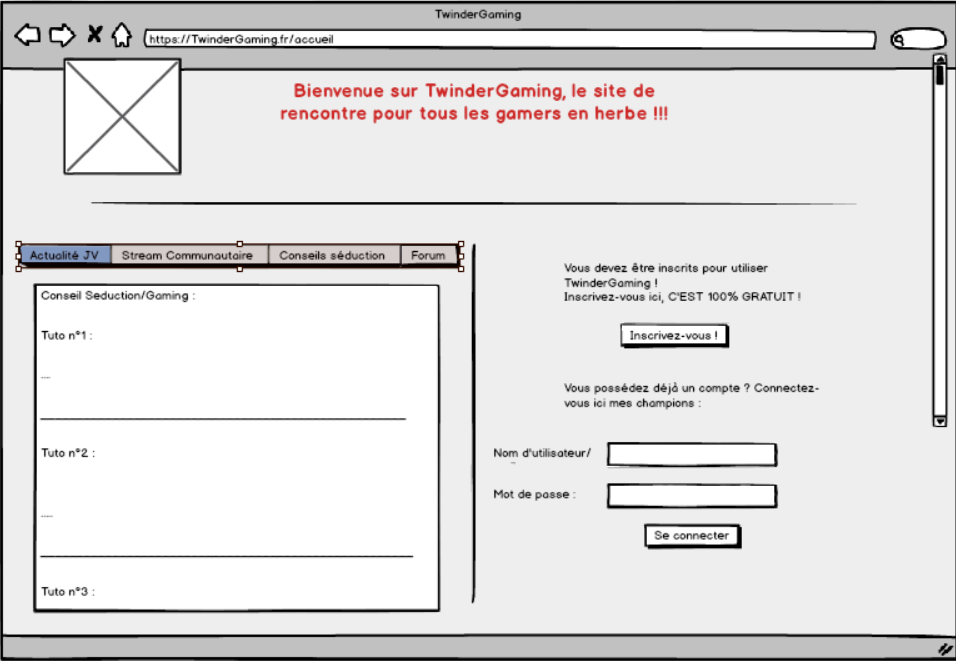 TwinderGaming
https://TwinderGaming.fr/accueil
Bienvenue sur TwinderGaming, le site de
rencontre pour tous les gamers en herbe !!!
Actualité JV
Stream Communautaire
Conseils séduction
Forum
Conseil Seduction/Gaming :
Tuto n°1 :
....
Tuto n°2 :
.....
Tuto n°3 :
Vous devez être inscrits pour utiliser
TwinderGaming !
Inscrivez-vous ici, C'EST 100% GRATUIT !
Inscrivez-vous !
Vous possédez déjà un compte ? Connectez-
vous ici mes champions :
Nom d'utilisateur/
Mot de passe :
Se connecter